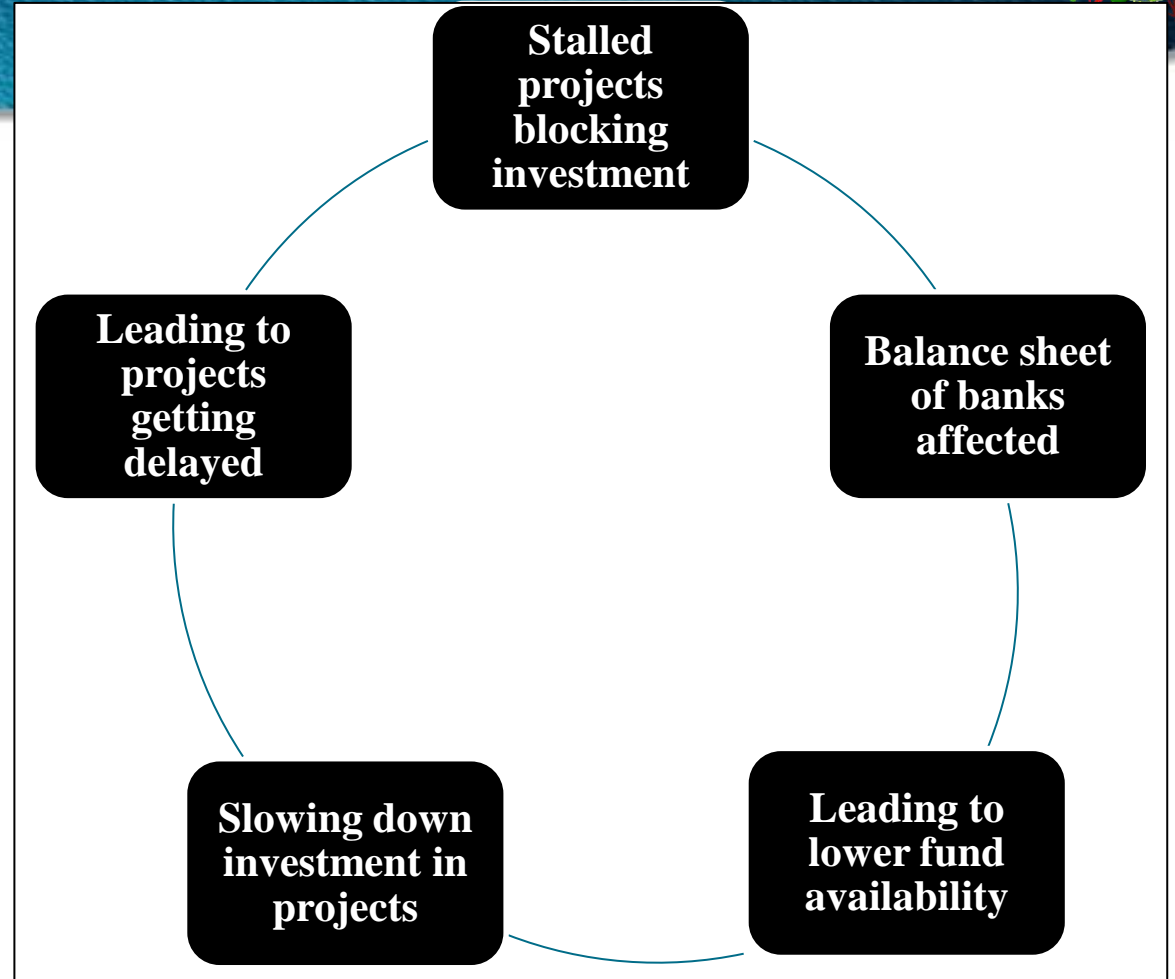 Stalled
projects
blocking
investment
Balance sheet
of banks
affected
Leading to
lower fund
availability
Slowing down
investment in
projects
Leading to
projects
getting
delayed